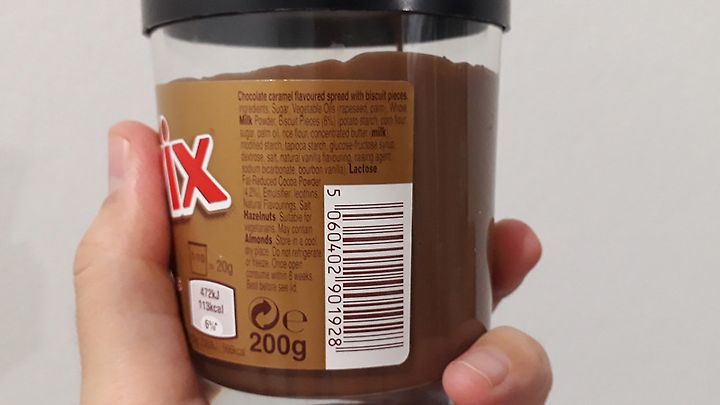 Chocolate caramel flavoured spread with biscuit pieces.
Ingredients: Sugar, Vegetable Oils (rapeseed, palm), Whole
Milk Powder, Biscuit Pieces (6%) (potato starch, corn flour,
sugar, palm oil, rice flour, concentrated butter (milk),
modified starch, tapioca starch, glucose-fructose syrup,
dextrose, salt, natural vanilla flavouring, raising agent:
sodium bicarbonate, bourbon vanilla), Lactose,
Fat-Reduced Cocoa Powder
4.2%), Emulsifier: lecithins,
Natural Flavourings, Salt,
Hazelnuts. Suitable for
vegetarians. May contain
Almonds. Store in a cool,
dry place. Do not refrigerate
or freeze. Once open
consume within 8 weeks.
Best before see lid.
ix
20g
472kJ
113kcal
6%*
200g
5 060402 901928